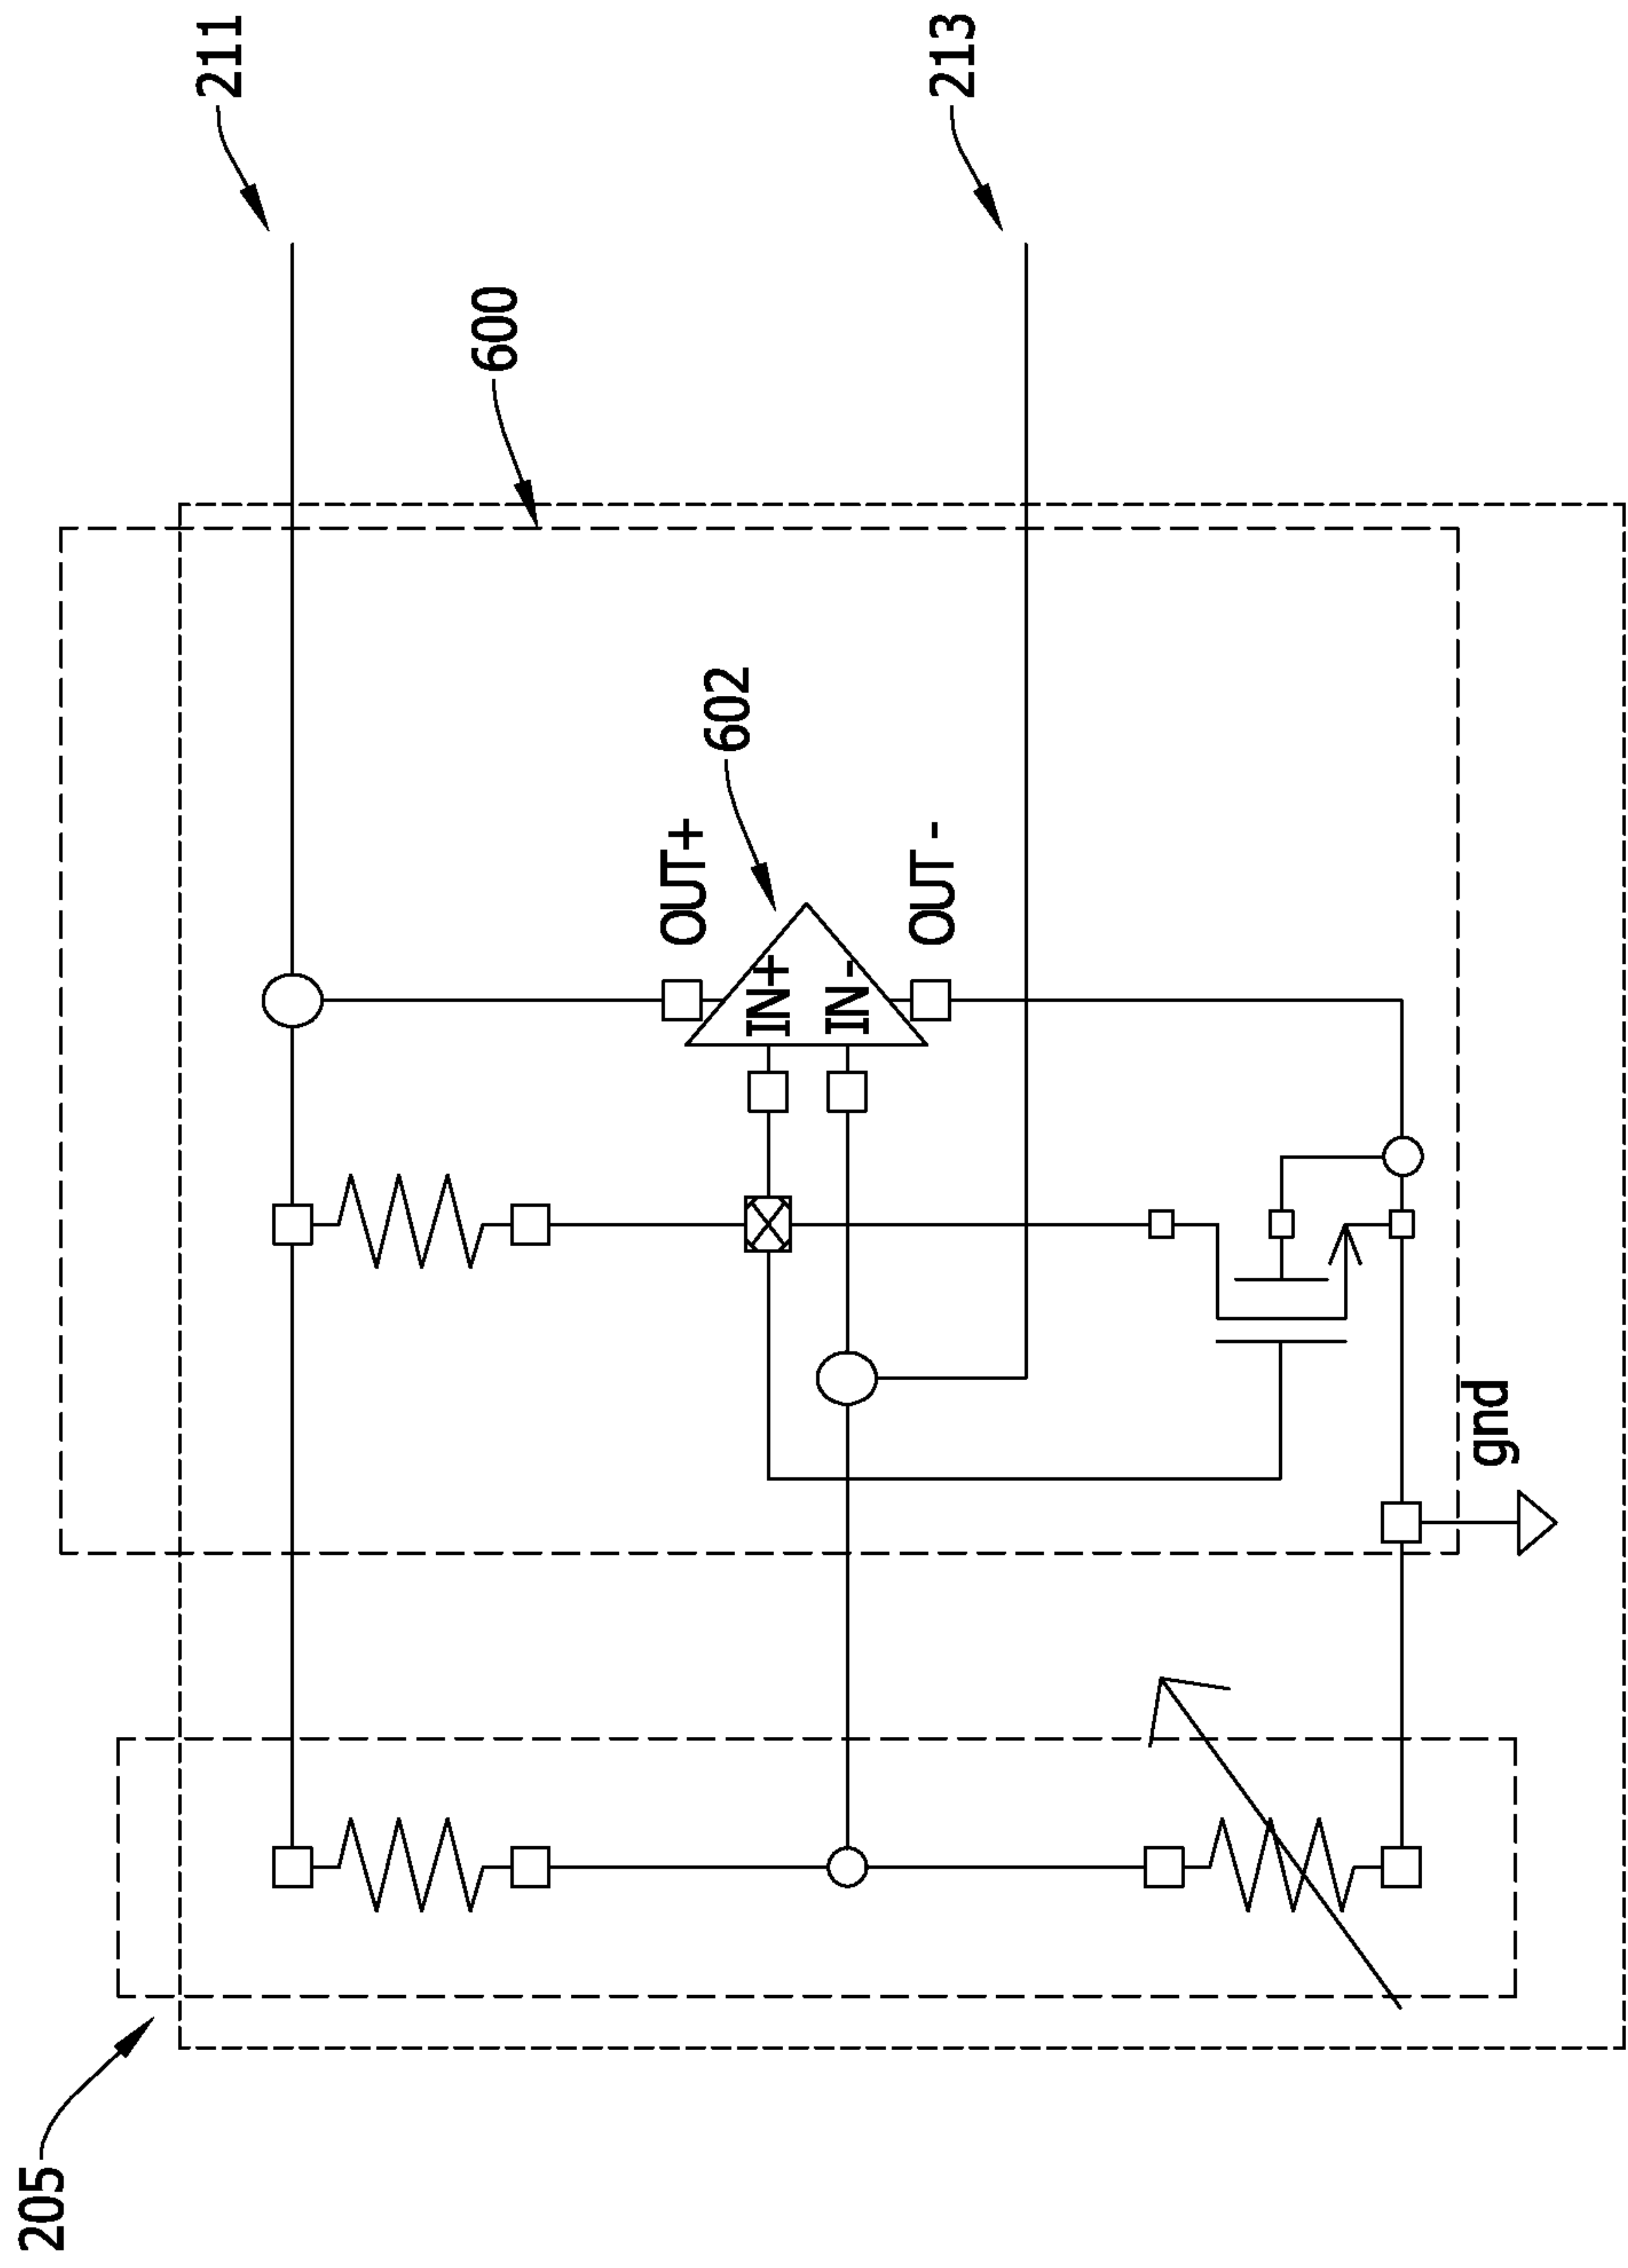 211
213
600
602
OUT+
OUT -
IN+
IN -
gnd
205